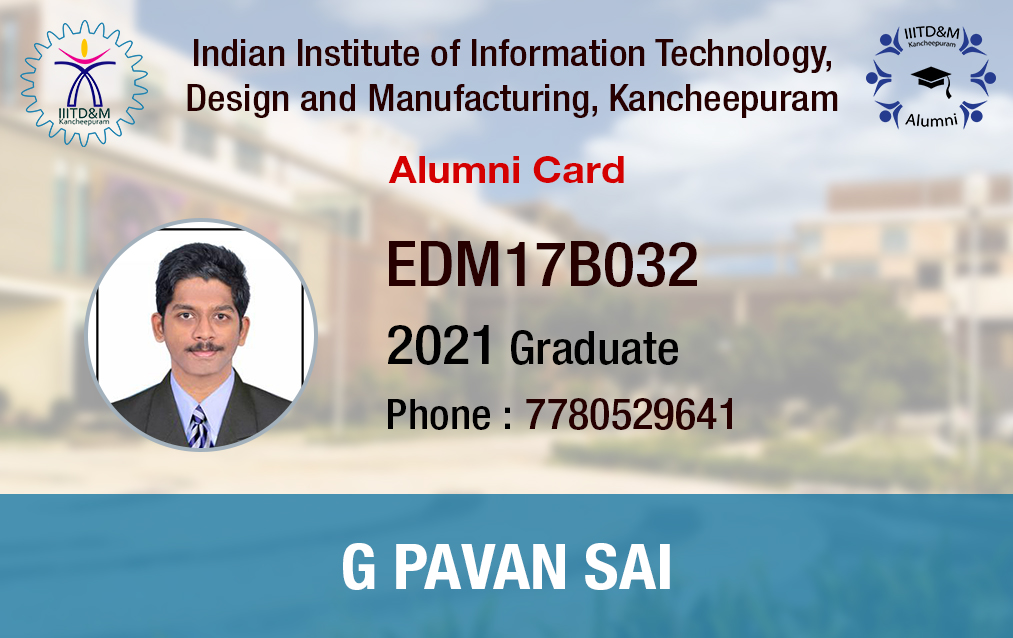 IIITD&M
Kancheepuram
Indian Institute of Information Technology,
Design and Manufacturing, Kancheepuram
IIITD&M
Kancheepuram
Alumni
Alumni Card
EDM17B032
2021 Graduate
Phone : 7780529641
G PAVAN SAI